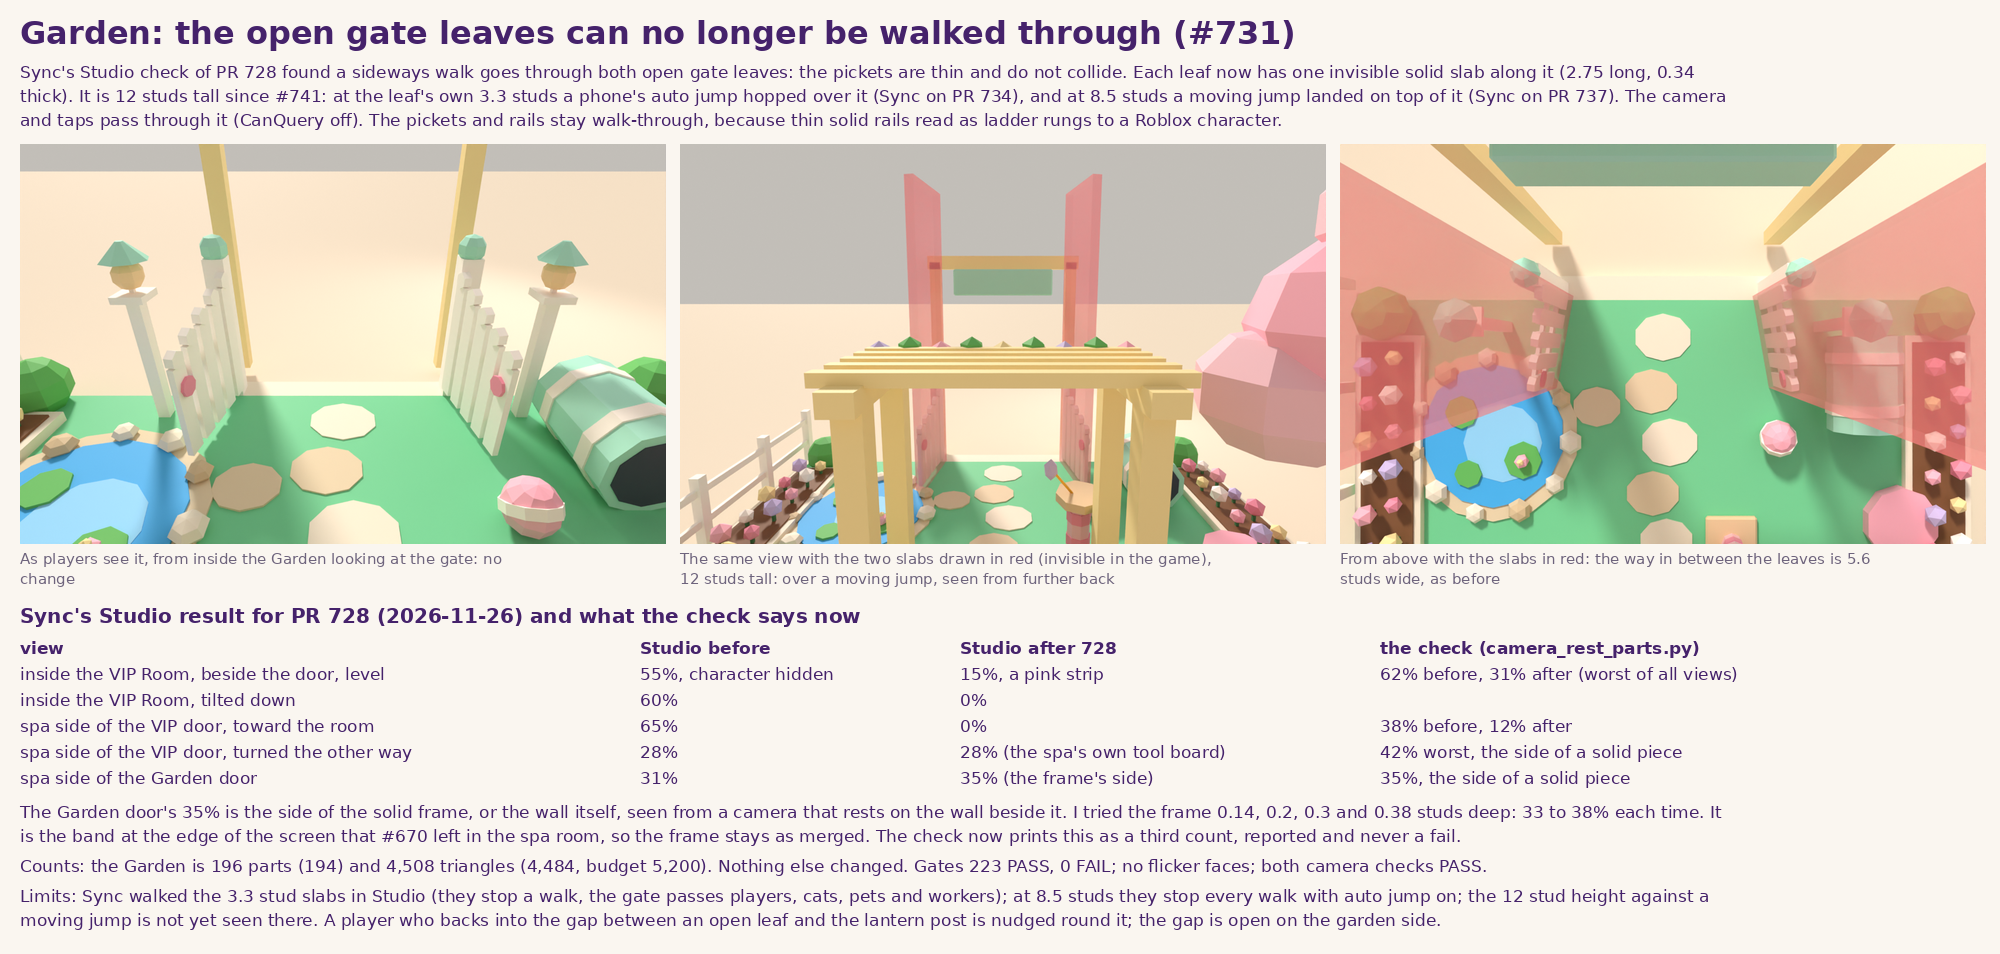 Garden: the open gate leaves can no longer be walked through (#731)
Sync's Studio check of PR 728 found a sideways walk goes through both open gate leaves: the pickets are thin and do not collide. Each leaf now has one invisible solid slab along it (2.75 long, 0.34
thick). It is 12 studs tall since #741: at the leaf's own 3.3 studs a phone's auto jump hopped over it (Sync on PR 734), and at 8.5 studs a moving jump landed on top of it (Sync on PR 737). The camera
and taps pass through it (CanQuery off). The pickets and rails stay walk-through, because thin solid rails read as ladder rungs to a Roblox character.
As players see it, from inside the Garden looking at the gate: no
change
The same view with the two slabs drawn in red (invisible in the game),
12 studs tall: over a moving jump, seen from further back
From above with the slabs in red: the way in between the leaves is 5.6
studs wide, as before
Sync's Studio result for PR 728 (2026-11-26) and what the check says now
view Studio before Studio after 728 the check (camera_rest_parts.py)
inside the VIP Room, beside the door, level 55%, character hidden 15%, a pink strip 62% before, 31% after (worst of all views)
inside the VIP Room, tilted down 60% 0%
spa side of the VIP door, toward the room 65% 0% 38% before, 12% after
spa side of the VIP door, turned the other way 28% 28% (the spa's own tool board) 42% worst, the side of a solid piece
spa side of the Garden door 31% 35% (the frame's side) 35%, the side of a solid piece
The Garden door's 35% is the side of the solid frame, or the wall itself, seen from a camera that rests on the wall beside it. I tried the frame 0.14, 0.2, 0.3 and 0.38 studs deep: 33 to 38% each time. It
is the band at the edge of the screen that #670 left in the spa room, so the frame stays as merged. The check now prints this as a third count, reported and never a fail.
Counts: the Garden is 196 parts (194) and 4,508 triangles (4,484, budget 5,200). Nothing else changed. Gates 223 PASS, 0 FAIL; no flicker faces; both camera checks PASS.
Limits: Sync walked the 3.3 stud slabs in Studio (they stop a walk, the gate passes players, cats, pets and workers); at 8.5 studs they stop every walk with auto jump on; the 12 stud height against a
moving jump is not yet seen there. A player who backs into the gap between an open leaf and the lantern post is nudged round it; the gap is open on the garden side.